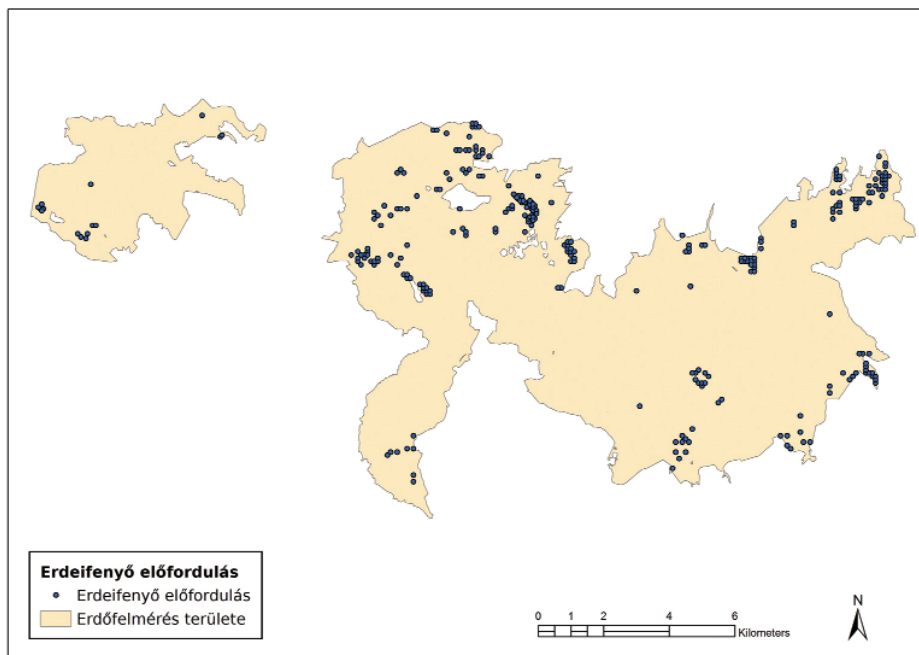 Erdeifenyő előfordulás
Erdeifenyő előfordulás
Erdőfelmérés területe
0 1 2 4 6
Kilometers
N